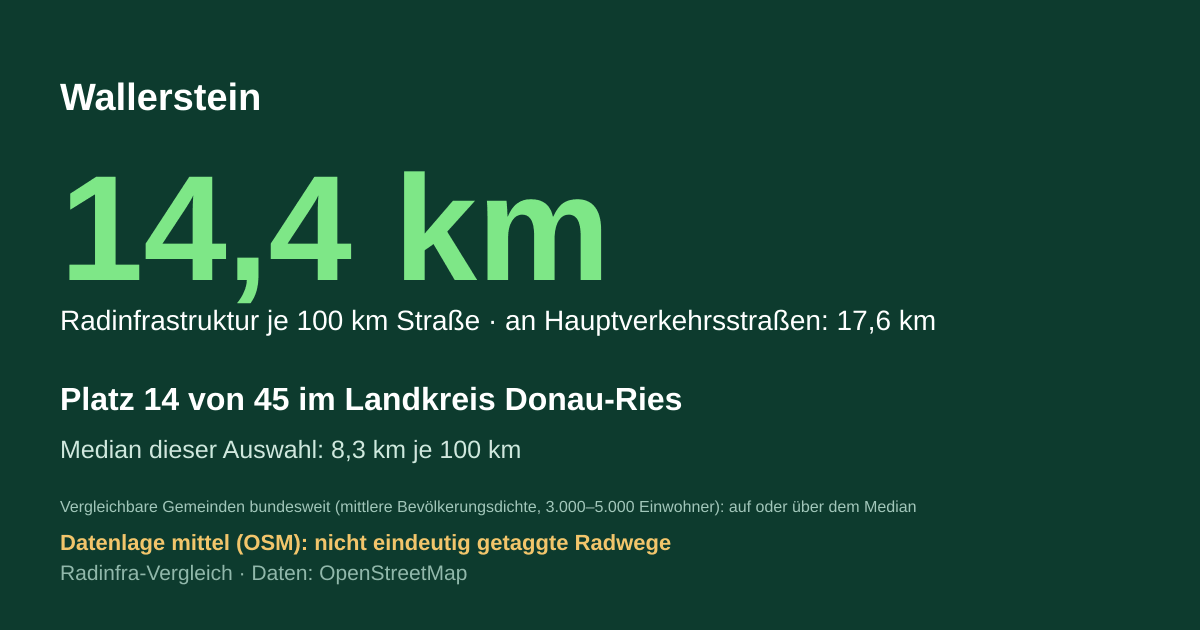 Wallerstein
14,4 km
Radinfrastruktur je 100 km Straße · an Hauptverkehrsstraßen: 17,6 km
Platz 14 von 45 im Landkreis Donau-Ries
Median dieser Auswahl: 8,3 km je 100 km
Vergleichbare Gemeinden bundesweit (mittlere Bevölkerungsdichte, 3.000–5.000 Einwohner): auf oder über dem Median
Datenlage mittel (OSM): nicht eindeutig getaggte Radwege
Radinfra-Vergleich · Daten: OpenStreetMap